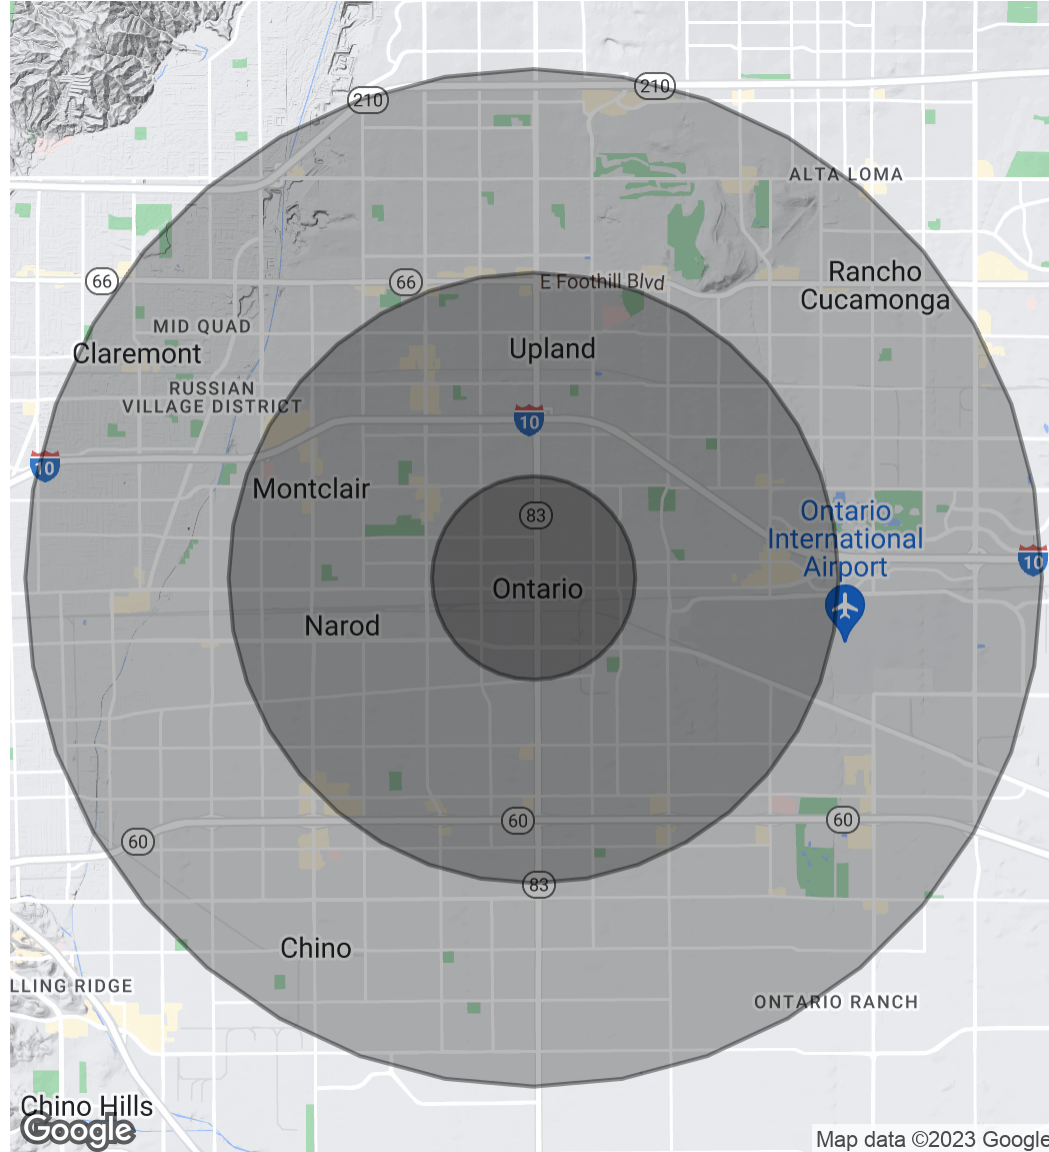 210
210
ALTA LOMA
66
66
E Foothill Blvd
Rancho
Cucamonga
MID QUAD
Claremont
Upland
RUSSIAN
VILLAGE DISTRICT
10
10
Montclair
83
Ontario
International
Airport
10
Ontario
Narod
60
60
60
83
Chino
LLING RIDGE
ONTARIO RANCH
Chino Hills
Google
Map data ©2023 Google